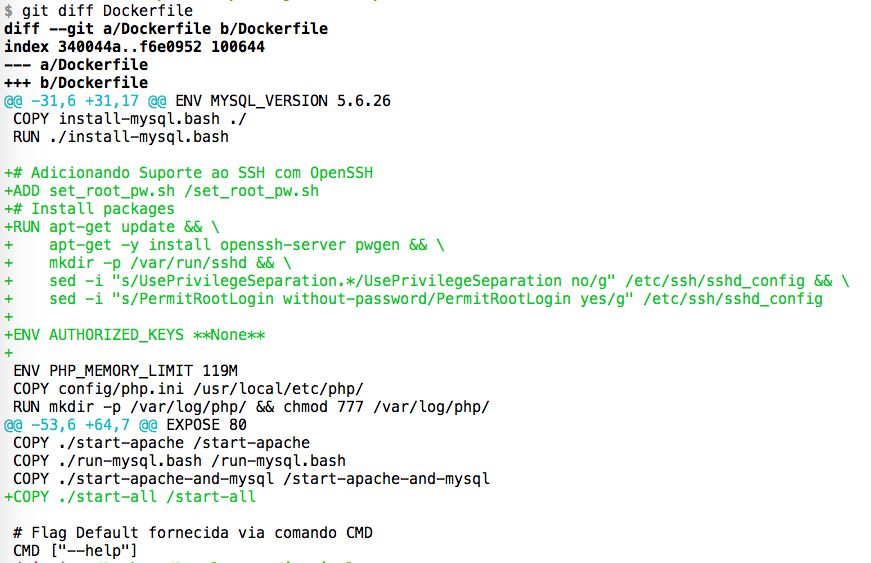 $ git diff Dockerfile
diff --git a/Dockerfile b/Dockerfile
index 340044a..f6e0952 100644
--- a/Dockerfile
+++ b/Dockerfile
@@ -31,6 +31,17 @@ ENV MYSQL_VERSION 5.6.26
 COPY install-mysql.bash ./
 RUN ./install-mysql.bash

+# Adicionando Suporte ao SSH com OpenSSH
+ADD set_root_pw.sh /set_root_pw.sh
+# Install packages
+RUN apt-get update && \
+    apt-get -y install openssh-server pwgen && \
+    mkdir -p /var/run/sshd && \
+    sed -i "s/UsePrivilegeSeparation.*/UsePrivilegeSeparation no/g" /etc/ssh/sshd_config && \
+    sed -i "s/PermitRootLogin without-password/PermitRootLogin yes/g" /etc/ssh/sshd_config
+
+ENV AUTHORIZED_KEYS **None**
+
 ENV PHP_MEMORY_LIMIT 119M
 COPY config/php.ini /usr/local/etc/php/
 RUN mkdir -p /var/log/php/ && chmod 777 /var/log/php/
@@ -53,6 +64,7 @@ EXPOSE 80
 COPY ./start-apache /start-apache
 COPY ./run-mysql.bash /run-mysql.bash
 COPY ./start-apache-and-mysql /start-apache-and-mysql
+COPY ./start-all /start-all

 # Flag Default fornecida via comando CMD
 CMD ["--help"]